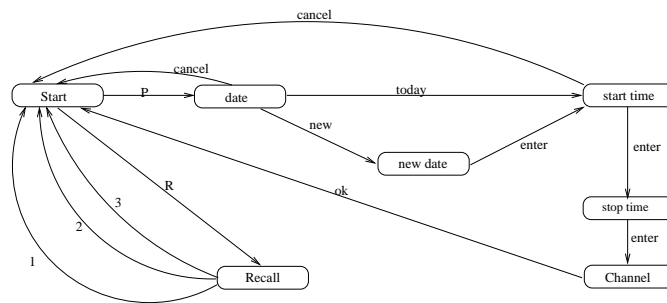 cancel
cancel
Start
P
date
today
start time
new
enter
new date
enter
ok
R
3
2
1
stop time
enter
Recall
Channel